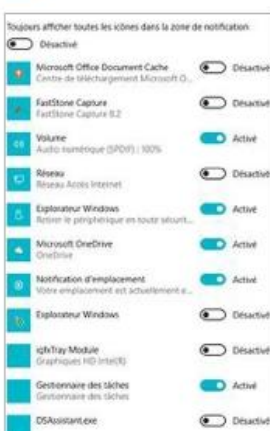 Toujours afficher toutes les icônes dans la zone de notification
Désactivé
Microsoft Office Document Cache
Centre de téléchargement Microsoft O...
Désactivé
FastStone Capture
FastStone Capture 8.2
Désactivé
Volume
Audio numérique (SPDIF) : 100%
Activé
Réseau
Réseau Accès Internet
Désactivé
Explorateur Windows
Retirer le périphérique en toute sécurit...
Activé
Microsoft OneDrive
OneDrive
Activé
Notification d'emplacement
Votre emplacement est actuellement e...
Activé
Explorateur Windows
Désactivé
igfxTray Module
Graphiques HD Intel(R)
Désactivé
Gestionnaire des tâches
Gestionnaire des tâches
Activé
DSAssistant.exe
Désactivé